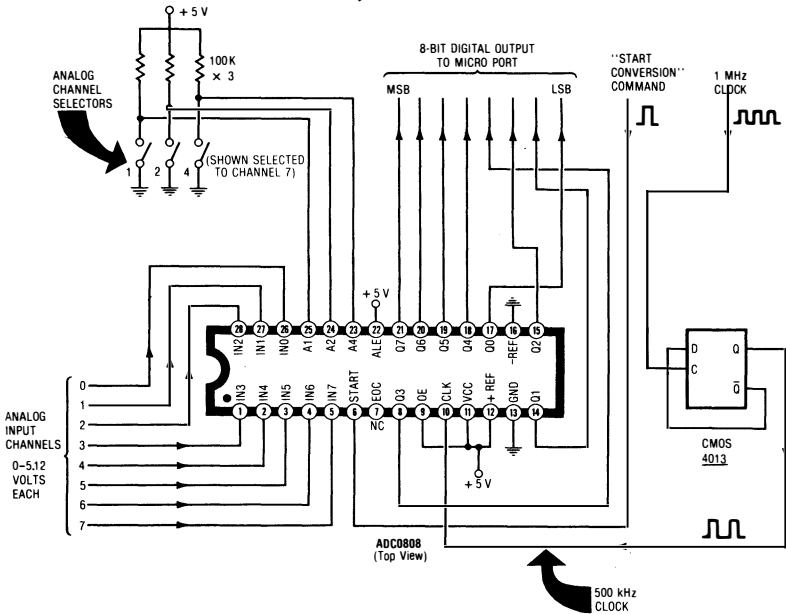 + 5 V
100K
× 3
ANALOG
CHANNEL
SELECTORS
1 2 4
(SHOWN SELECTED
TO CHANNEL 7)
8-BIT DIGITAL OUTPUT
TO MICRO PORT
MSB
LSB
"START
CONVERSION"
COMMAND
1 MHz
CLOCK
+ 5 V
28 27 26 25 24 23 22 21 20 19 18 17 16 15
IN2 IN1 IN0 A1 A2 A4 ALE Q7 Q6 Q5 Q4 Q0 -REF Q2
IN3 IN4 IN5 IN6 IN7 START EOC Q3 OE CLK VCC + REF GND Q1
1 2 3 4 5 6 7 8 9 10 11 12 13 14
NC
+ 5 V
D Q
C
Q̅
CMOS
4013
ANALOG
INPUT
CHANNELS
0–5.12
VOLTS
EACH
0
1
2
3
4
5
6
7
ADC0808
(Top View)
500 kHz
CLOCK